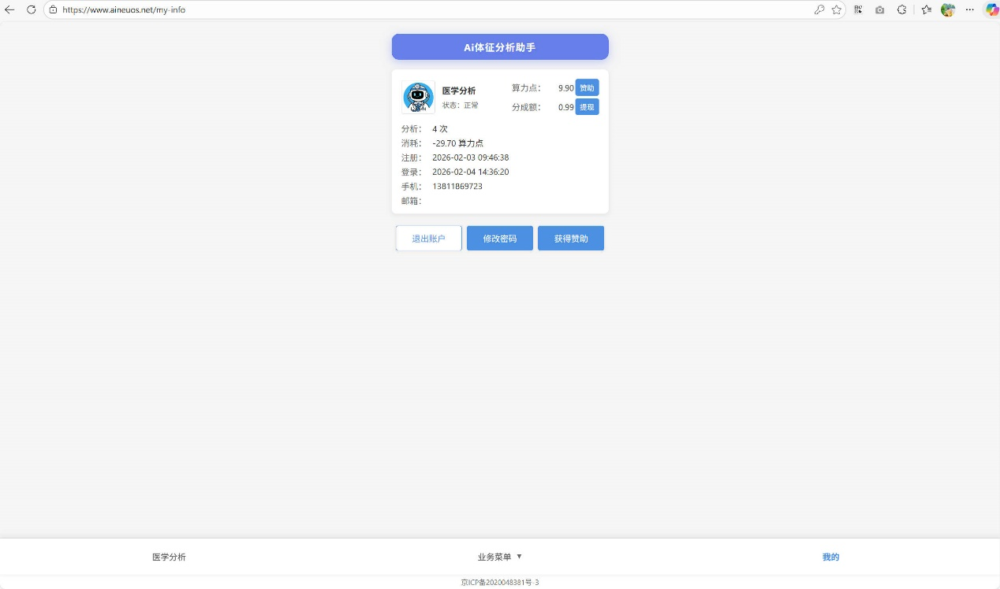 https://www.aineuos.net/my-info
Ai体征分析助手
医学分析
状态：正常
算力点： 9.90 赞助
分成额： 0.99 提现
分析： 4 次
消耗： -29.70 算力点
注册： 2026-02-03 09:46:38
登录： 2026-02-04 14:36:20
手机： 13811869723
邮箱：
退出账户 修改密码 获得赞助
医学分析 业务菜单 ▼ 我的
京ICP备2020048381号-3